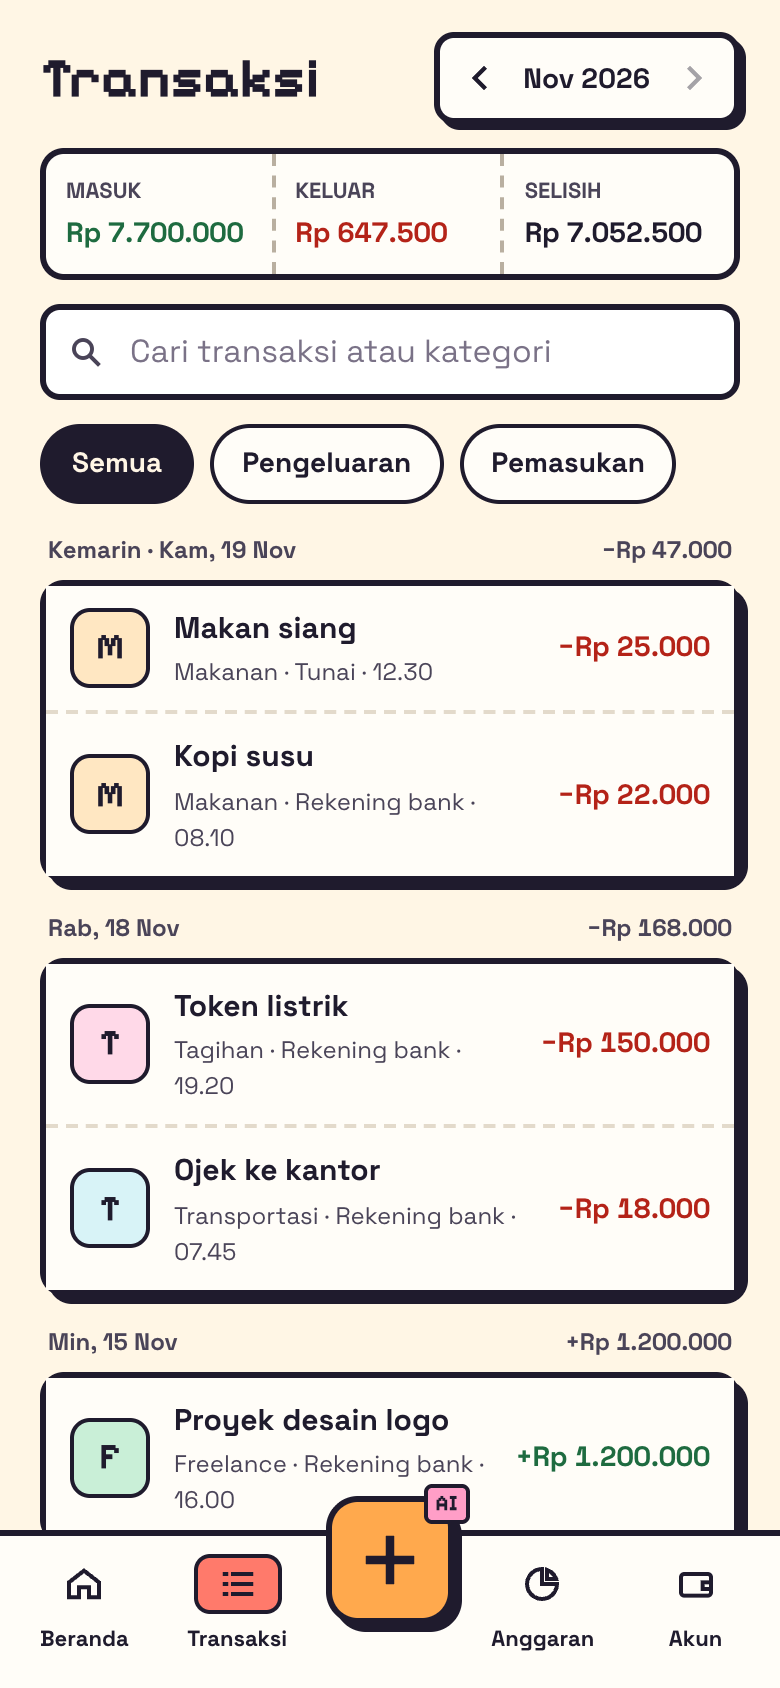 Transaksi
Nov 2026
MASUK
Rp 7.700.000
KELUAR
Rp 647.500
SELISIH
Rp 7.052.500
Cari transaksi atau kategori
Semua
Pengeluaran
Pemasukan
Kemarin · Kam, 19 Nov
−Rp 47.000
M
Makan siang
Makanan · Tunai · 12.30
−Rp 25.000
M
Kopi susu
Makanan · Rekening bank ·
08.10
−Rp 22.000
Rab, 18 Nov
−Rp 168.000
T
Token listrik
Tagihan · Rekening bank ·
19.20
−Rp 150.000
T
Ojek ke kantor
Transportasi · Rekening bank ·
07.45
−Rp 18.000
Min, 15 Nov
+Rp 1.200.000
F
Proyek desain logo
Freelance · Rekening bank ·
16.00
+Rp 1.200.000
AI
Beranda
Transaksi
Anggaran
Akun